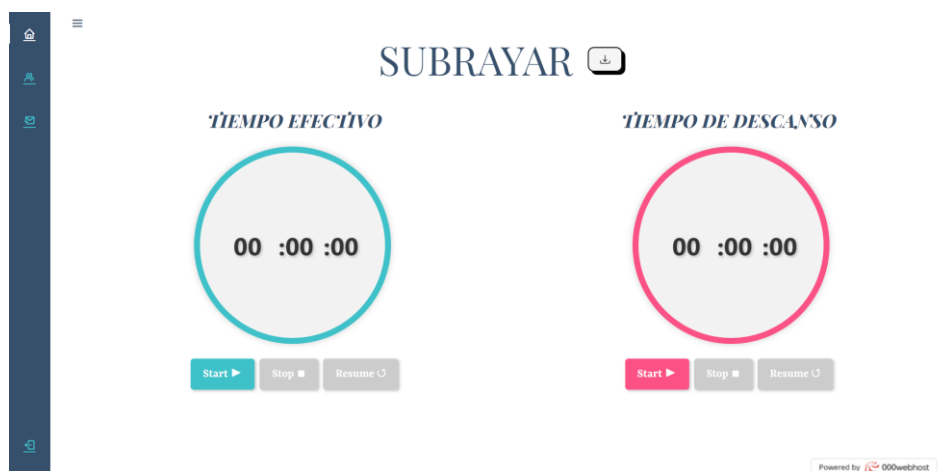 SUBRAYAR
TIEMPO EFECTIVO
TIEMPO DE DESCANSO
00 :00 :00
00 :00 :00
Start Stop Resume
Start Stop Resume
Powered by 000webhost